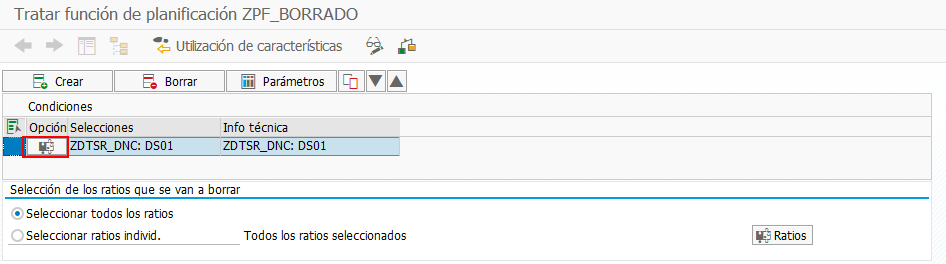 Tratar función de planificación ZPF_BORRADO
Utilización de características
Crear Borrar Parámetros
Condiciones
Opción Selecciones Info técnica
ZDTSR_DNC: DS01 ZDTSR_DNC: DS01
Selección de los ratios que se van a borrar
Seleccionar todos los ratios
Seleccionar ratios individ. Todos los ratios seleccionados Ratios